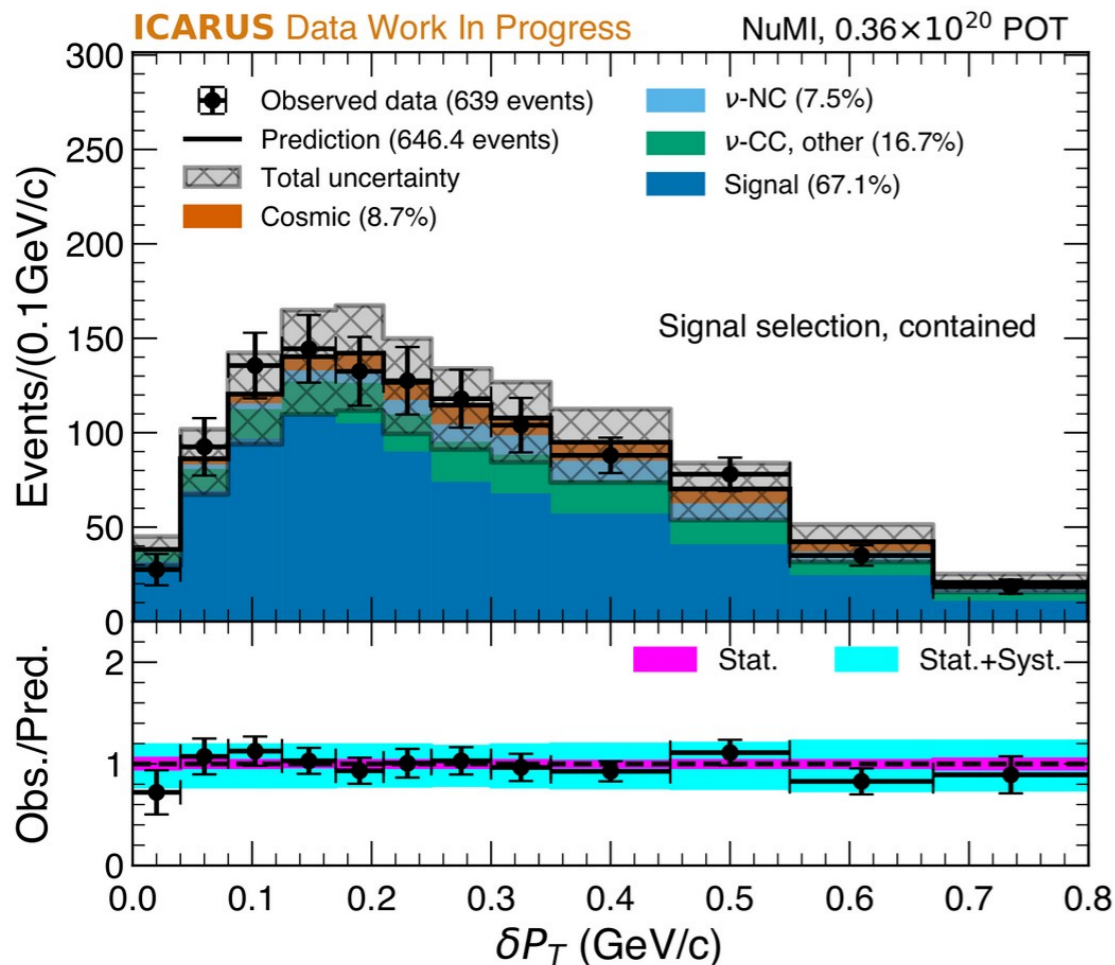 ICARUS Data Work In Progress
NuMI, 0.36×10²⁰ POT
Observed data (639 events)
Prediction (646.4 events)
Total uncertainty
Cosmic (8.7%)
ν-NC (7.5%)
ν-CC, other (16.7%)
Signal (67.1%)
Signal selection, contained
Events/(0.1GeV/c)
300
250
200
150
100
50
0
Stat.
Stat.+Syst.
Obs./Pred.
2
1
0
0.0 0.1 0.2 0.3 0.4 0.5 0.6 0.7 0.8
δP_T (GeV/c)